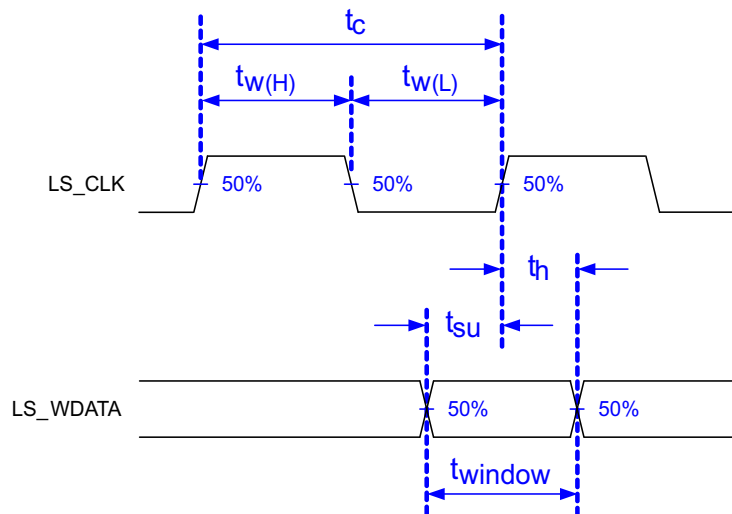 tc
tw(H) tw(L)
LS_CLK 50% 50% 50%
th
tsu
LS_WDATA 50% 50%
twindow